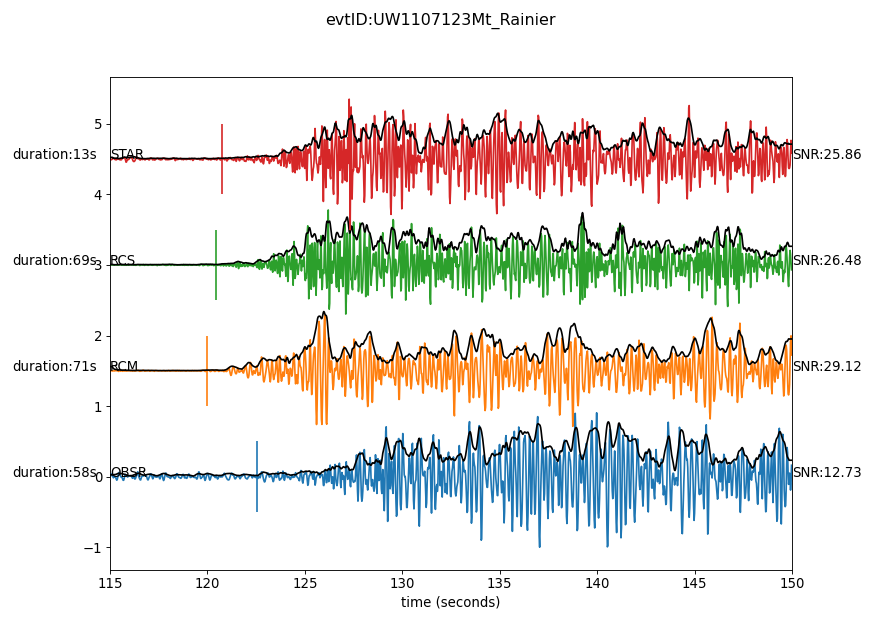 evtID:UW1107123Mt_Rainier
5
duration:13s STAR SNR:25.86
4
duration:69s RCS SNR:26.48
3
2
duration:71s RCM SNR:29.12
1
duration:58s OBSR SNR:12.73
0
−1
115 120 125 130 135 140 145 150
time (seconds)